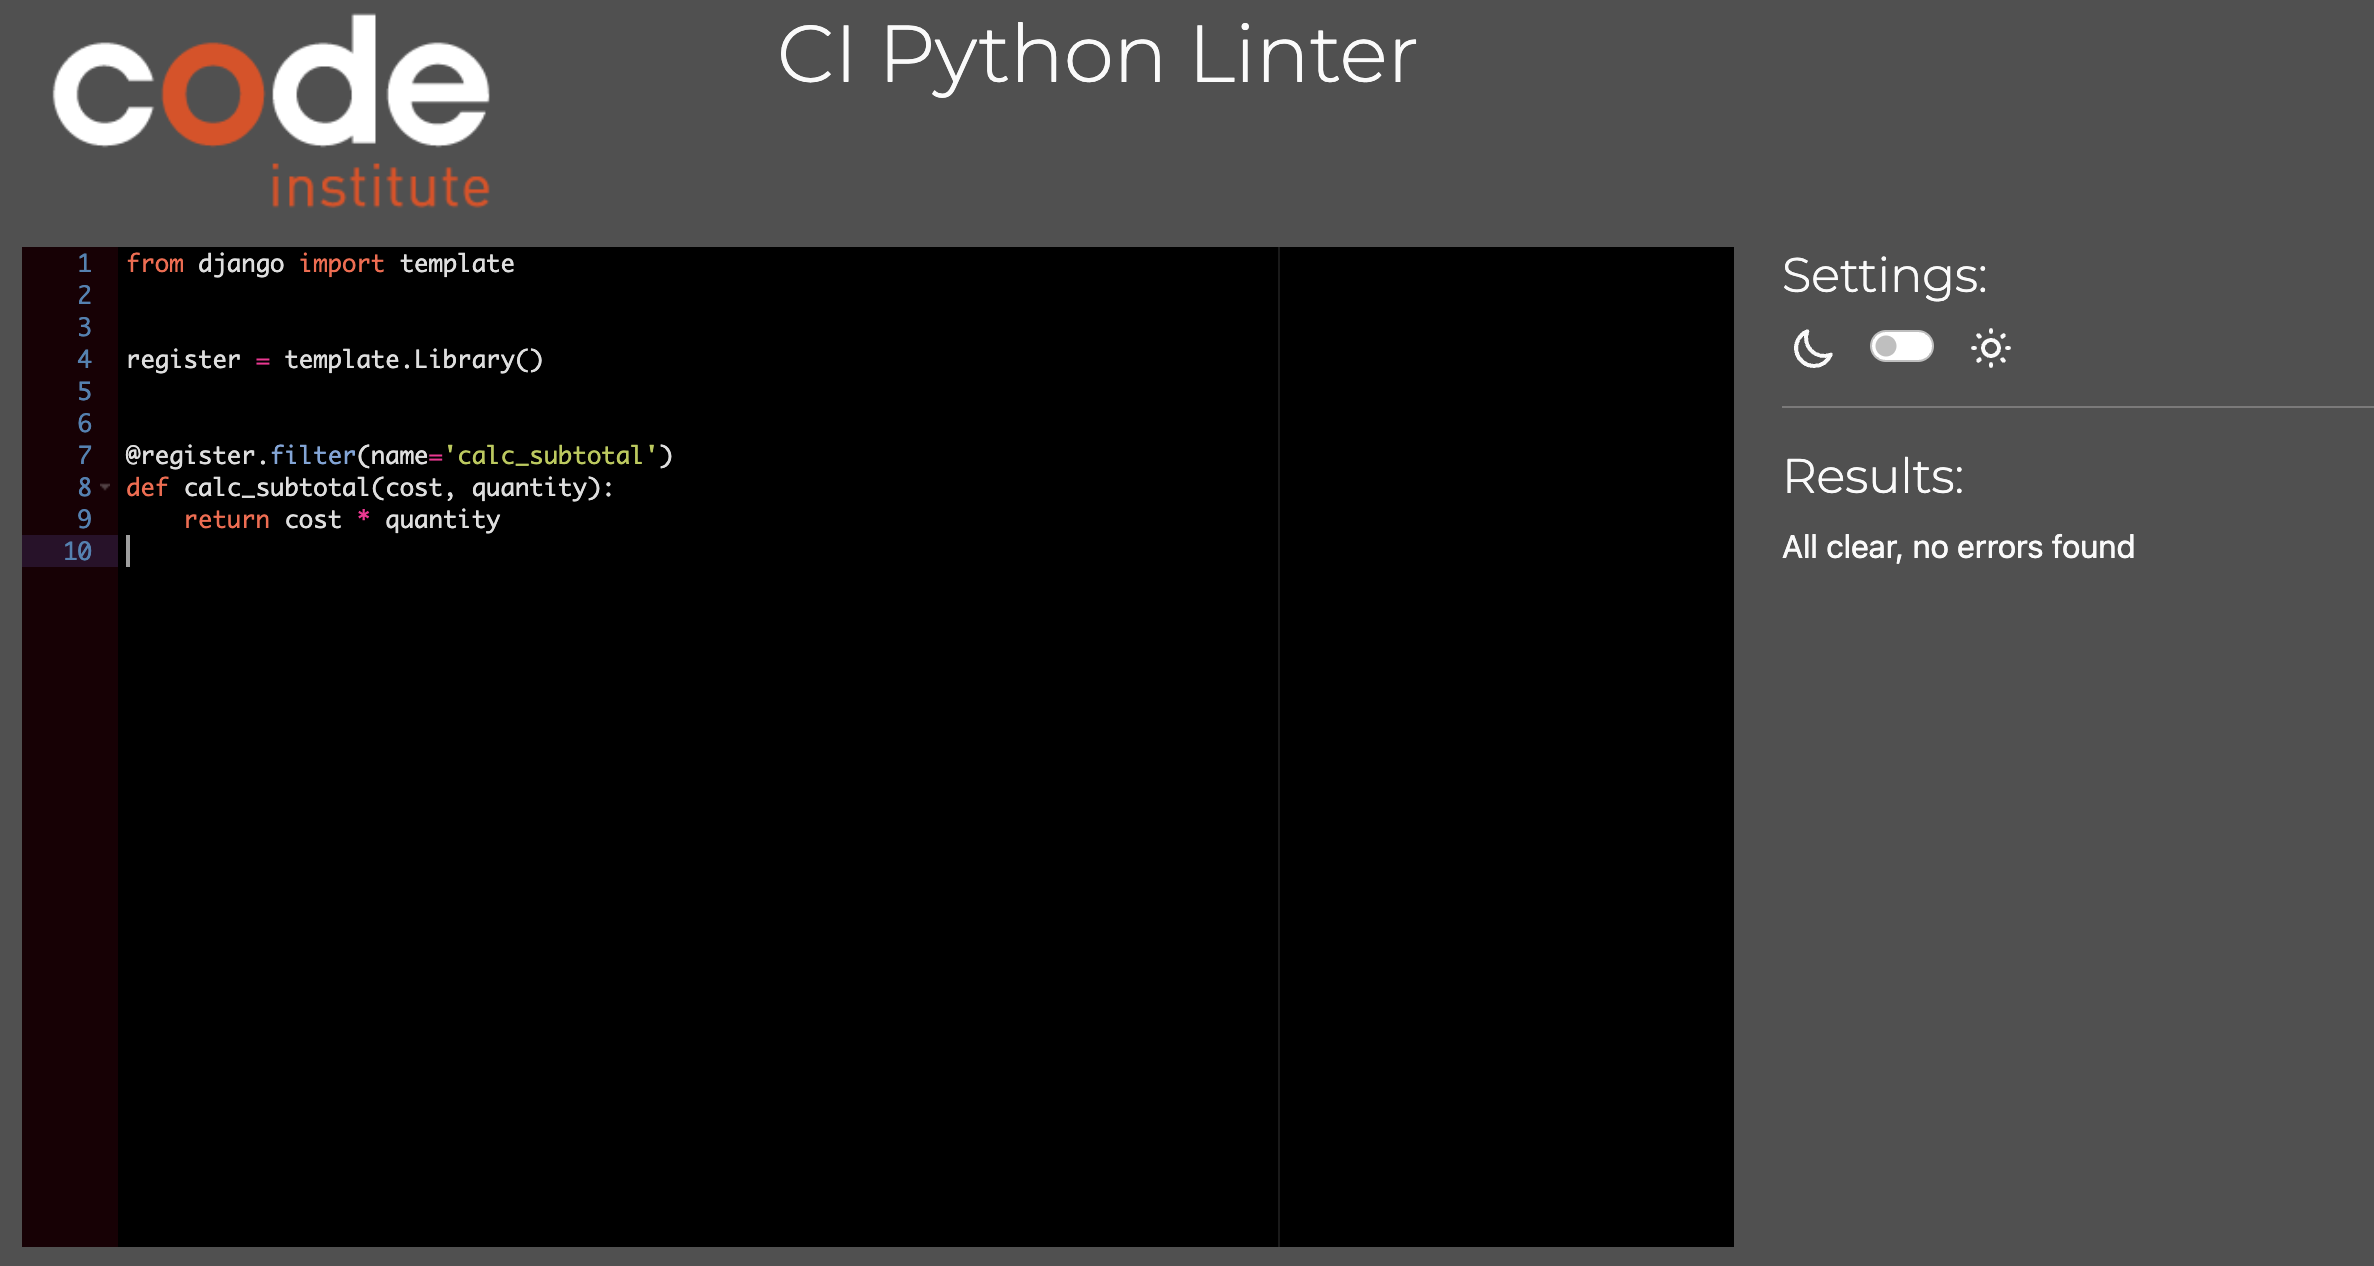 code
institute
CI Python Linter
1 from django import template
2
3
4 register = template.Library()
5
6
7 @register.filter(name='calc_subtotal')
8 def calc_subtotal(cost, quantity):
9     return cost * quantity
10
Settings:
Results:
All clear, no errors found